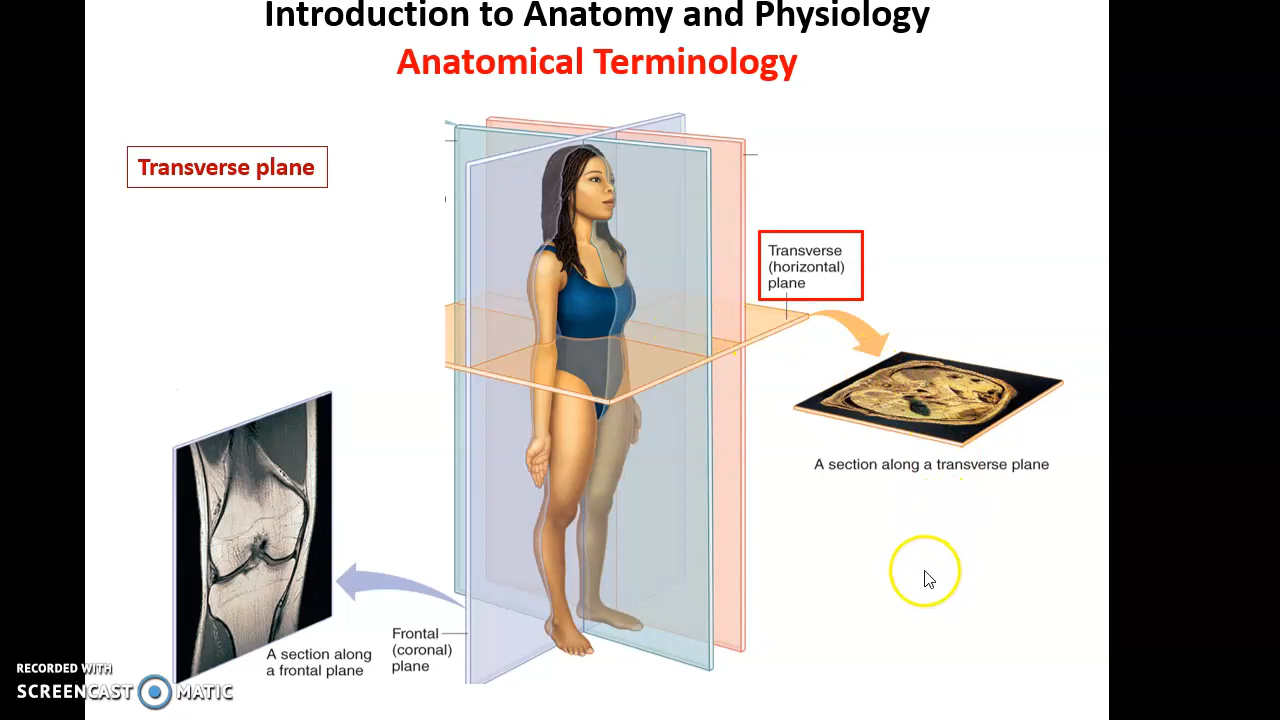 Introduction to Anatomy and Physiology
Anatomical Terminology
Transverse plane
Transverse
(horizontal)
plane
A section along a transverse plane
Frontal
(coronal)
plane
A section along
a frontal plane
RECORDED WITH
SCREENCAST MATIC